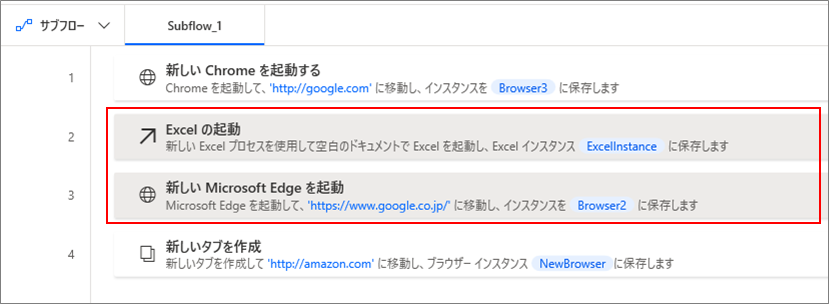 サブフロー Subflow_1
1 新しい Chrome を起動する
Chrome を起動して、'http://google.com' に移動し、インスタンスを Browser3 に保存します
2 Excel の起動
新しい Excel プロセスを使用して空白のドキュメントで Excel を起動し、Excel インスタンス ExcelInstance に保存します
3 新しい Microsoft Edge を起動
Microsoft Edge を起動して、'https://www.google.co.jp/' に移動し、インスタンスを Browser2 に保存します
4 新しいタブを作成
新しいタブを作成して 'http://amazon.com' に移動し、ブラウザー インスタンス NewBrowser に保存します